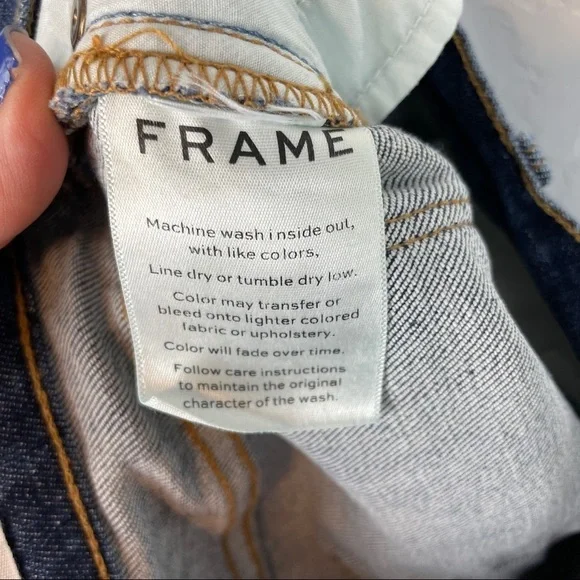 FRAME
Machine wash inside out,
with like colors,
Line dry or tumble dry low.
Color may transfer or
bleed onto lighter colored
fabric or upholstery.
Color will fade over time.
Follow care instructions
to maintain the original
character of the wash.